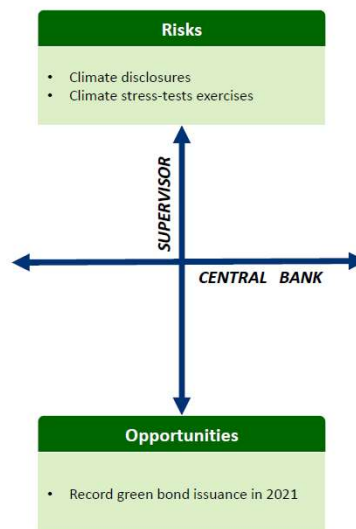 Risks
• Climate disclosures
• Climate stress-tests exercises
SUPERVISOR
CENTRAL BANK
Opportunities
• Record green bond issuance in 2021